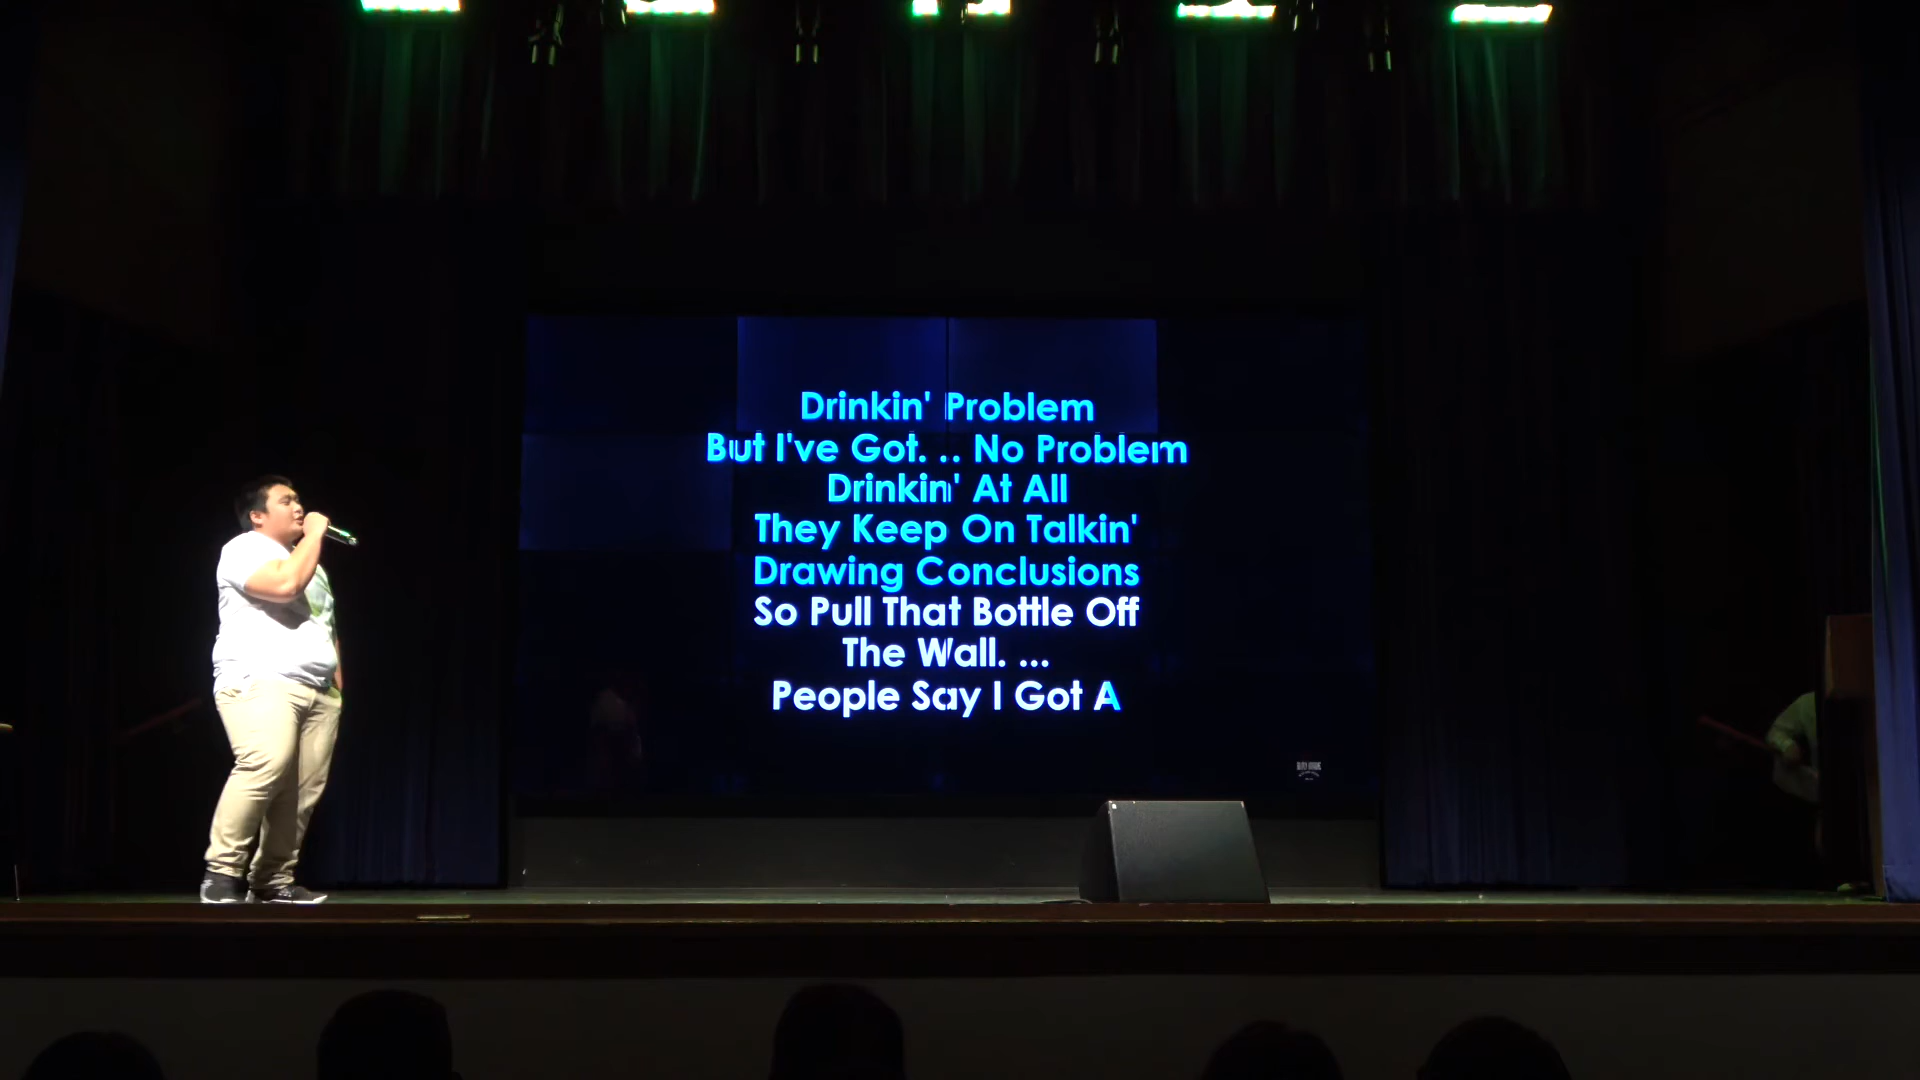 Drinkin' Problem
But I've Got. .. No Problem
Drinkin' At All
They Keep On Talkin'
Drawing Conclusions
So Pull That Bottle Off
The Wall. ...
People Say I Got A